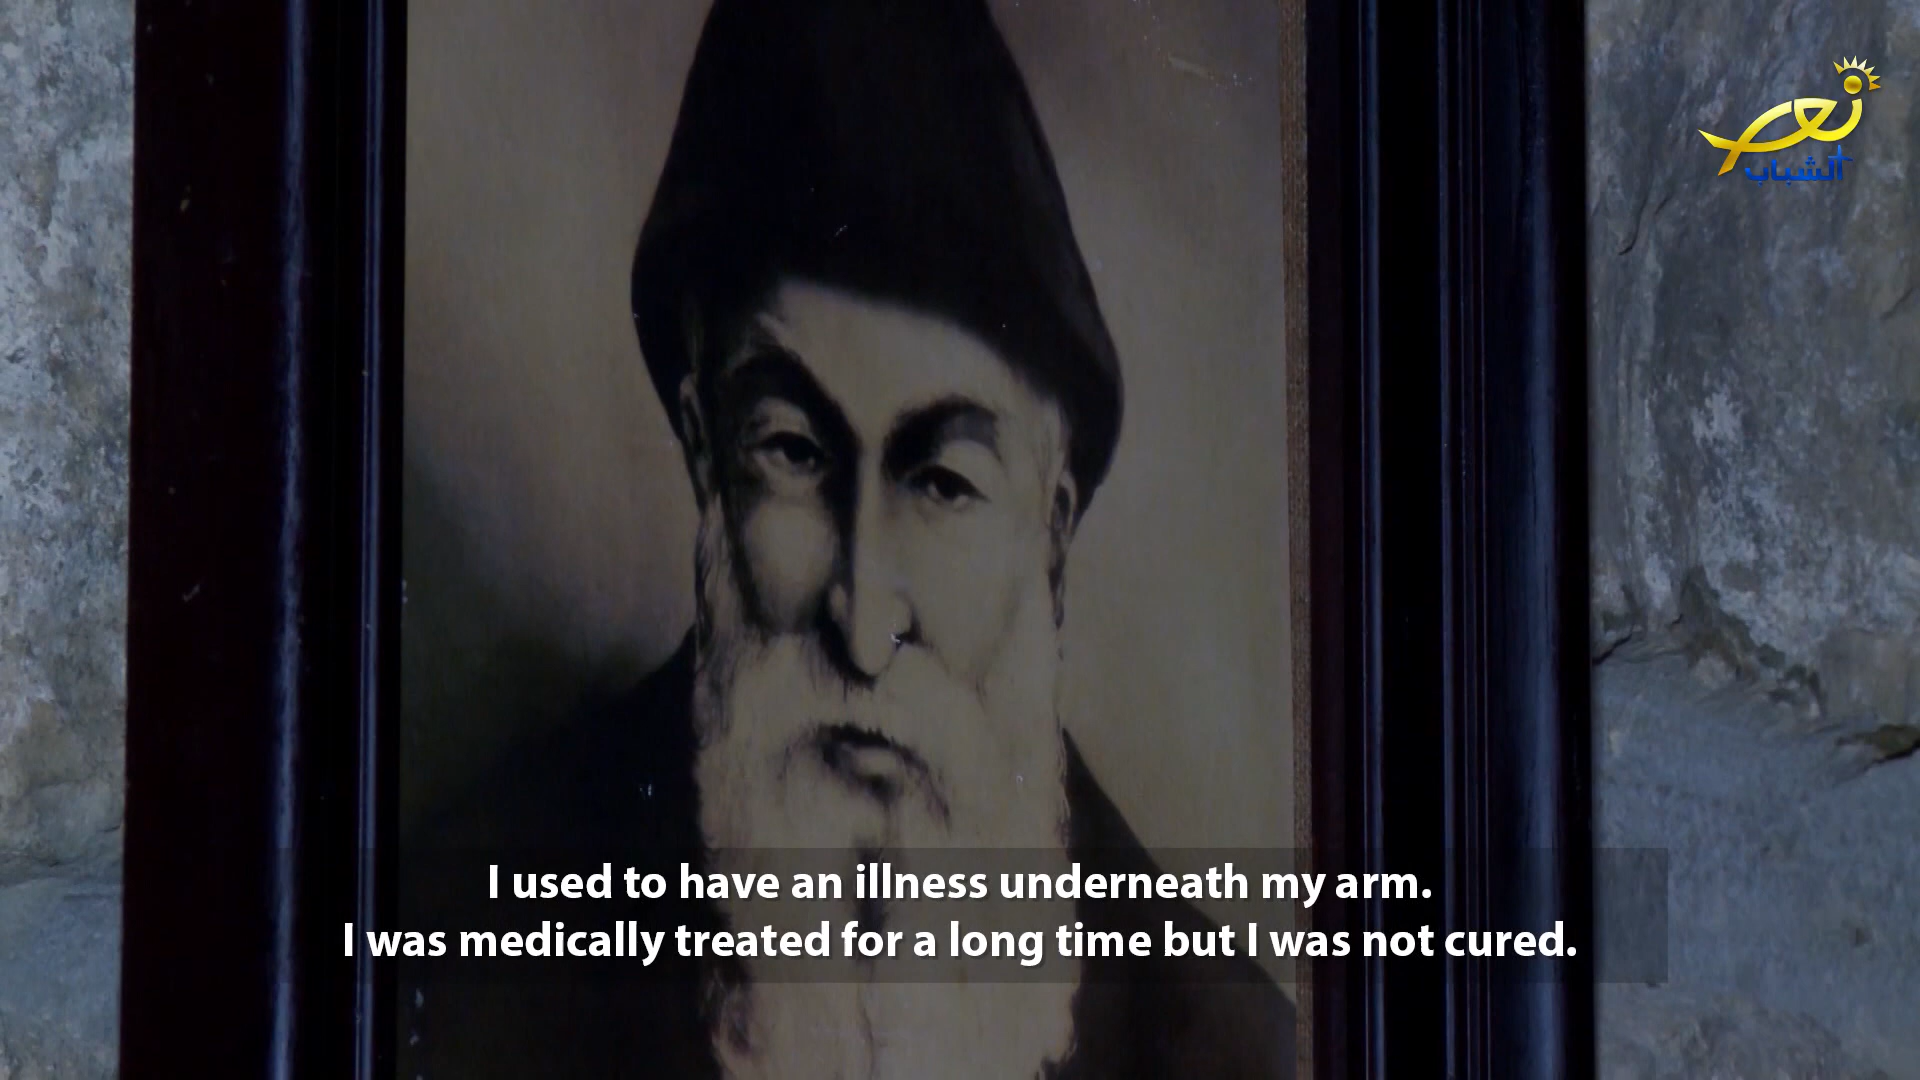 نعم
الشباب
I used to have an illness underneath my arm.
I was medically treated for a long time but I was not cured.